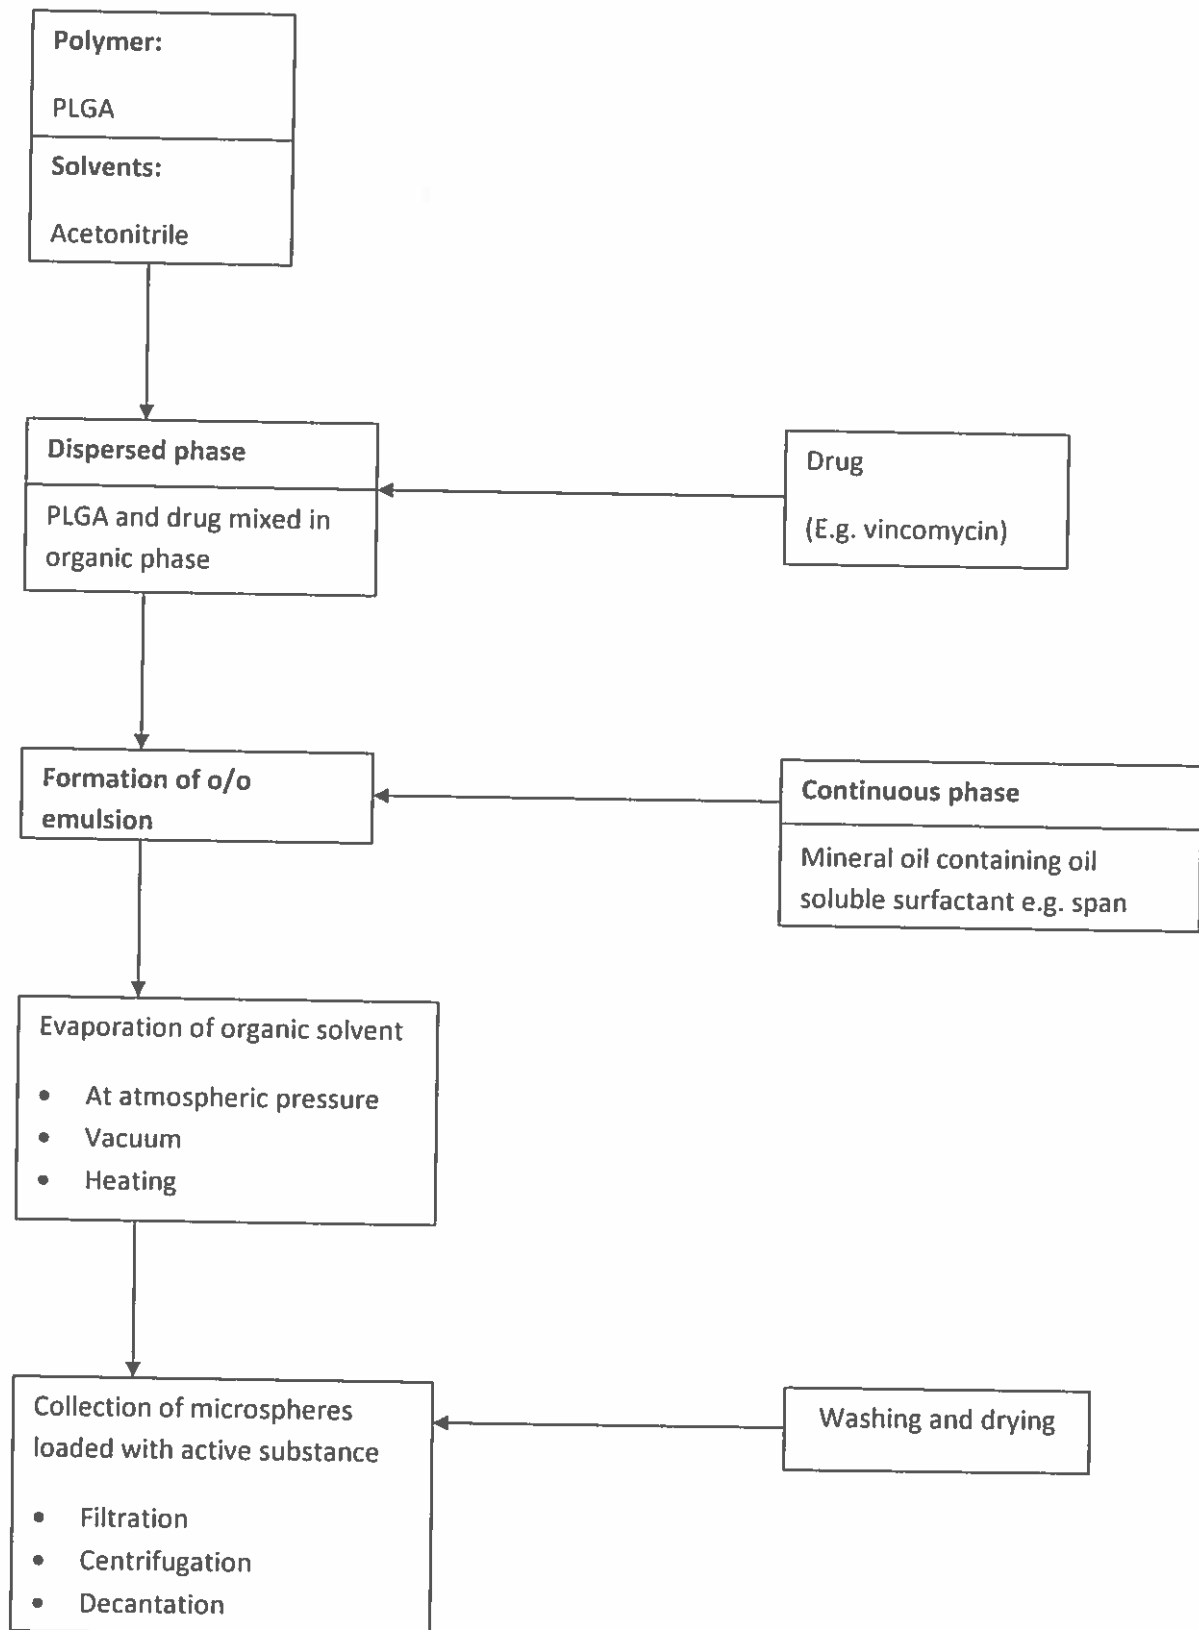 Polymer:
PLGA
Solvents:
Acetonitrile
Dispersed phase
PLGA and drug mixed in
organic phase
Drug
(E.g. vincomycin)
Formation of o/o
emulsion
Continuous phase
Mineral oil containing oil
soluble surfactant e.g. span
Evaporation of organic solvent
• At atmospheric pressure
• Vacuum
• Heating
Collection of microspheres
loaded with active substance
• Filtration
• Centrifugation
• Decantation
Washing and drying